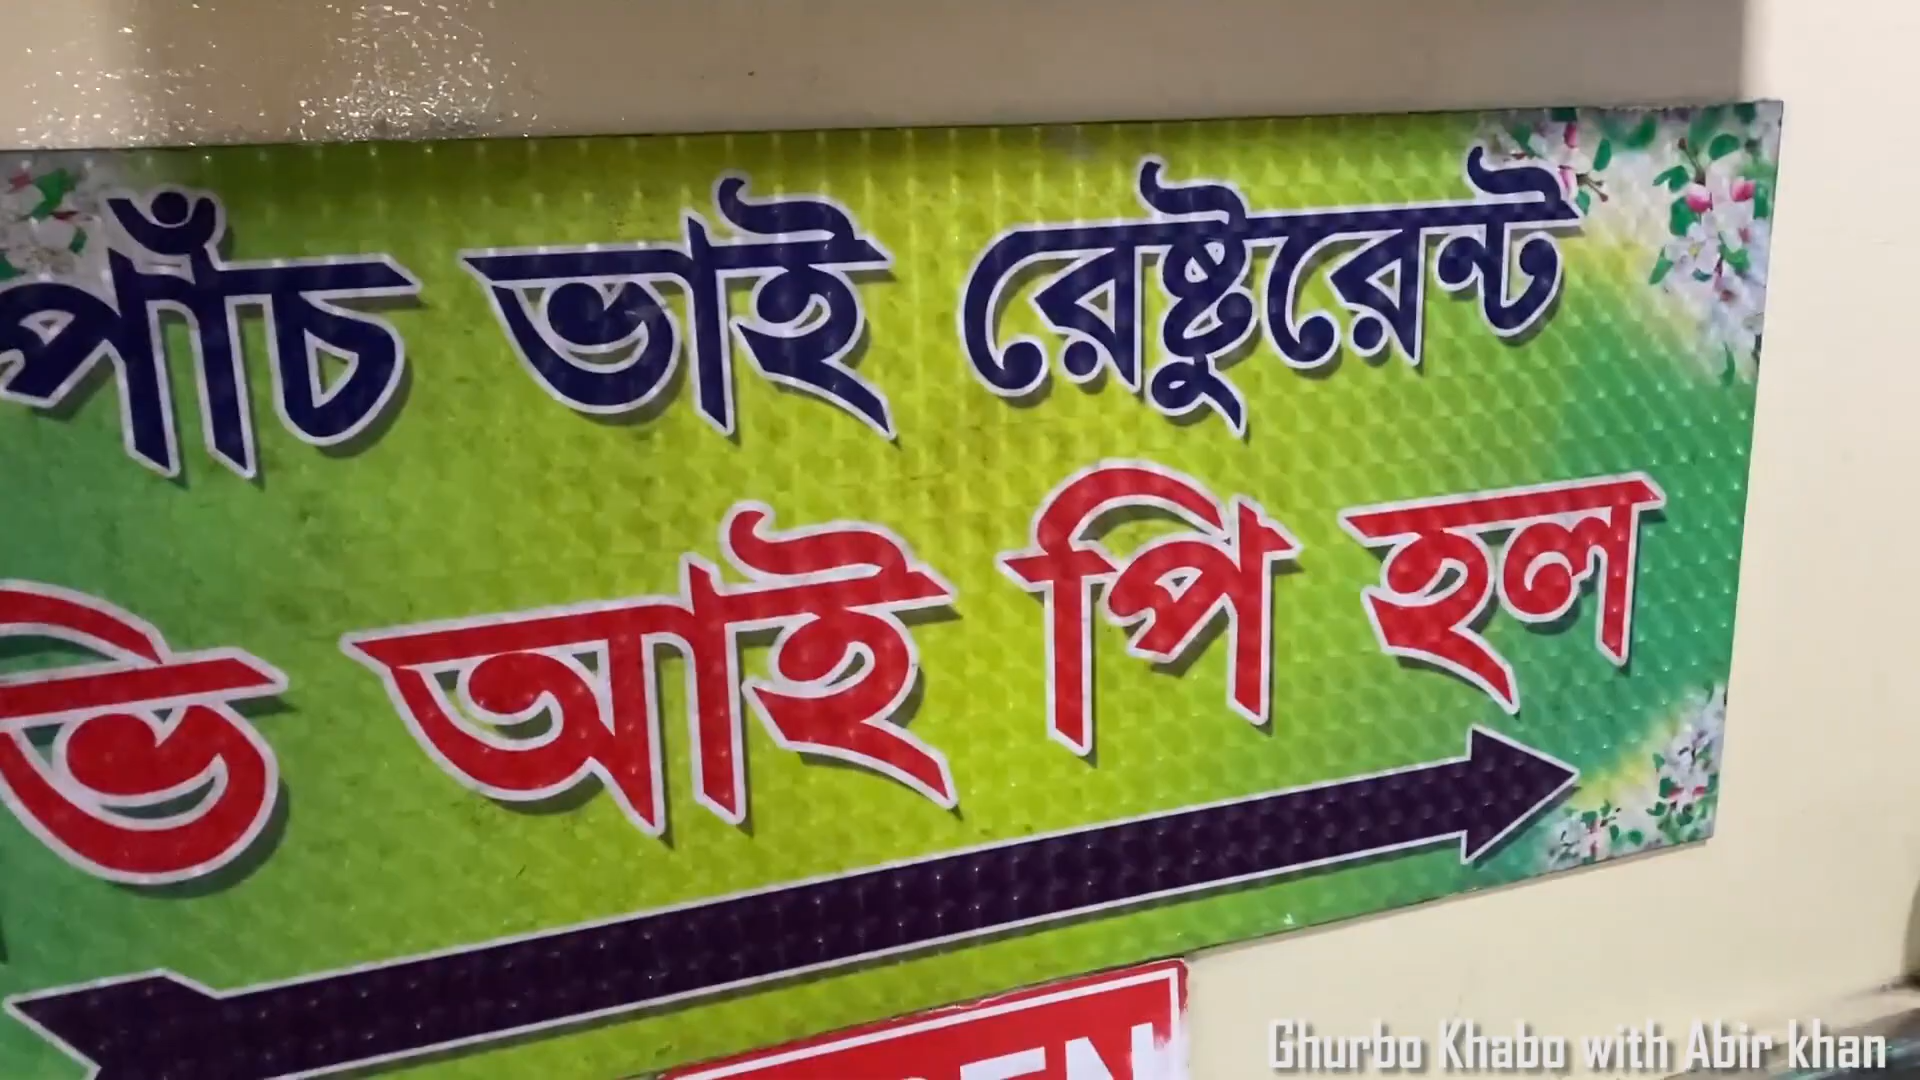 পাঁচ ভাই রেষ্টুরেন্ট
ভি আই পি হল
Ghurbo Khabo with Abir khan